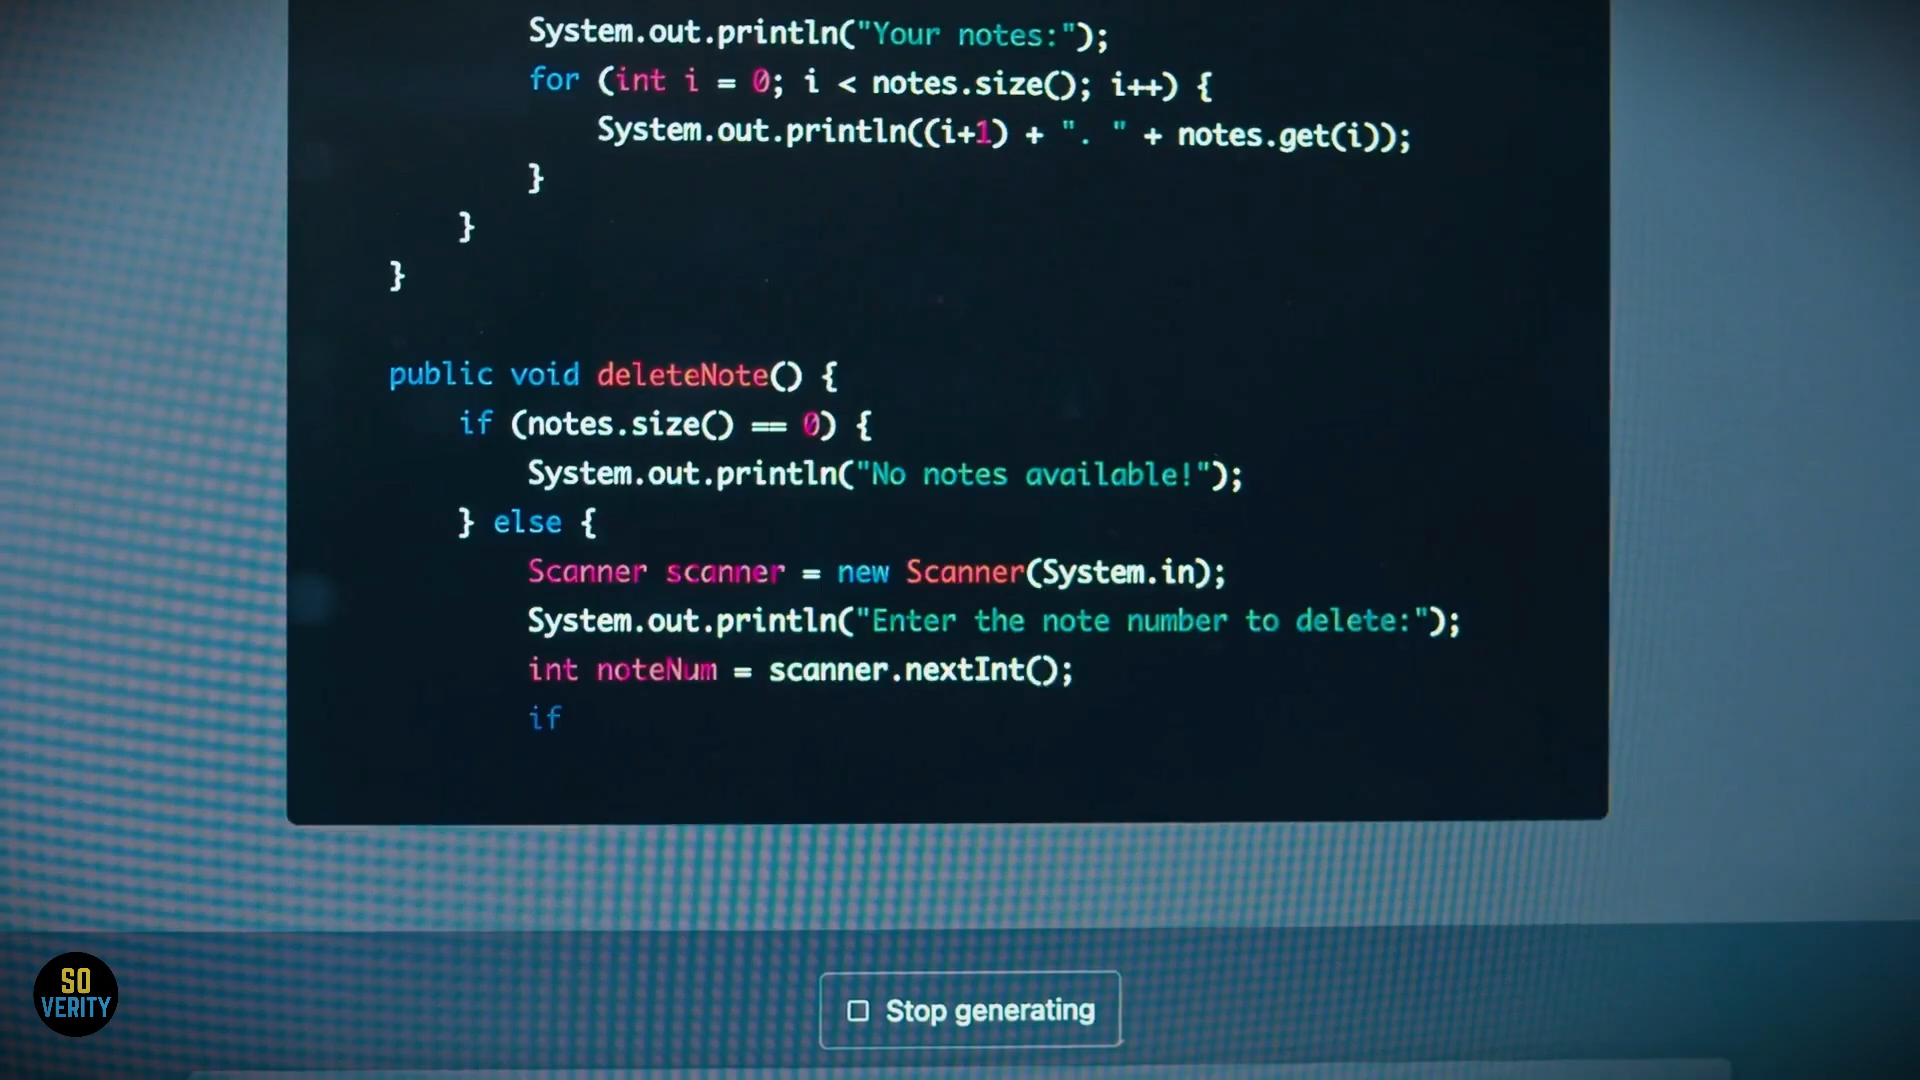 System.out.println("Your notes:");
for (int i = 0; i < notes.size(); i++) {
System.out.println((i+1) + ". " + notes.get(i));
}
}
}
public void deleteNote() {
if (notes.size() == 0) {
System.out.println("No notes available!");
} else {
Scanner scanner = new Scanner(System.in);
System.out.println("Enter the note number to delete:");
int noteNum = scanner.nextInt();
if
Stop generating
SO
VERITY